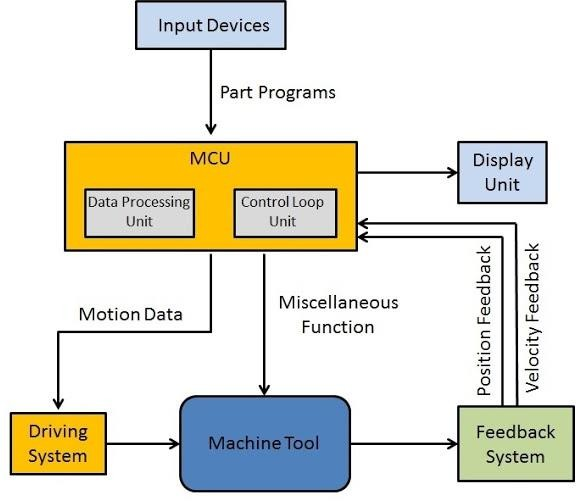 Input Devices
Part Programs
MCU
Data Processing
Unit
Control Loop
Unit
Display
Unit
Motion Data
Miscellaneous
Function
Position Feedback
Velocity Feedback
Driving
System
Machine Tool
Feedback
System